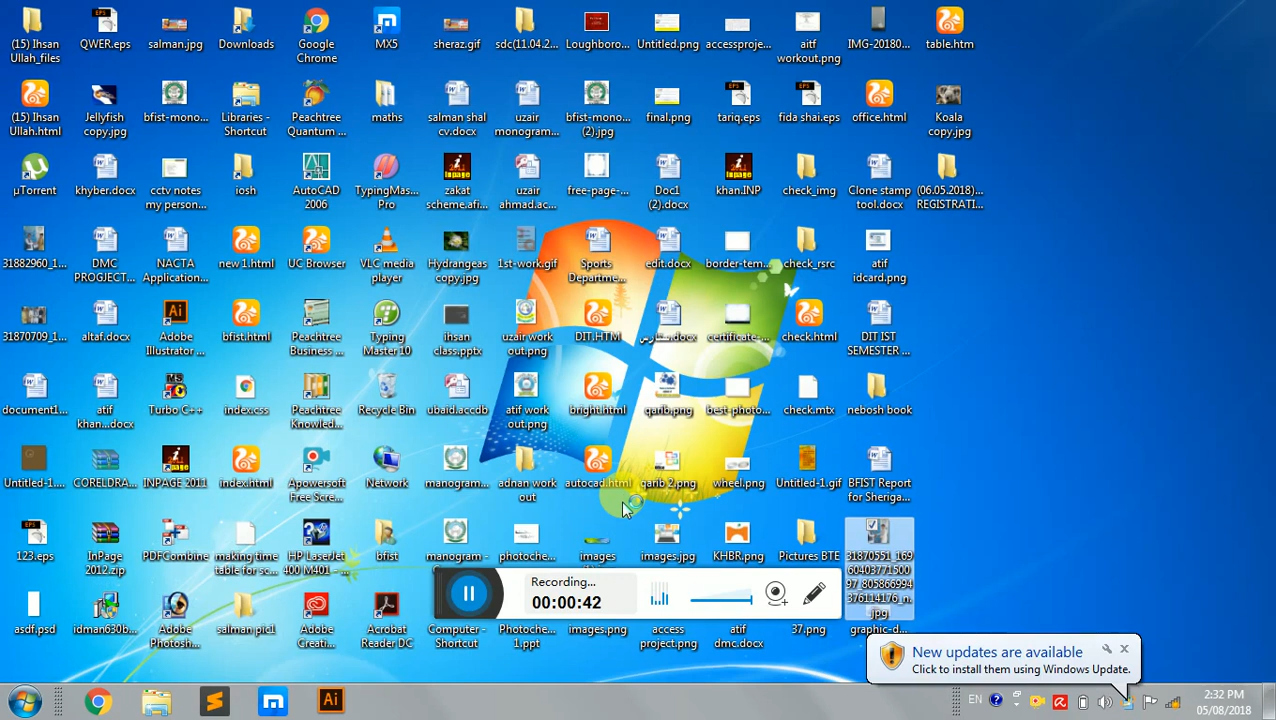 (15) Ihsan
Ullah_files
QWER.eps
salman.jpg
Downloads
Google
Chrome
MX5
sheraz.gif
sdc(11.04.2...
Loughboro...
Untitled.png
accessproje...
aitf
workout.png
IMG-20180...
table.htm
(15) Ihsan
Ullah.html
Jellyfish
copy.jpg
bfist-mono...
Libraries -
Shortcut
Peachtree
Quantum ...
maths
salman shal
cv.docx
uzair
monogram...
bfist-mono...
(2).jpg
final.png
tariq.eps
fida shai.eps
office.html
Koala
copy.jpg
µTorrent
khyber.docx
cctv notes
my person...
iosh
AutoCAD
2006
TypingMas...
Pro
zakat
scheme.afi...
uzair
ahmad.ac...
free-page-...
Doc1
(2).docx
khan.INP
check_img
Clone stamp
tool.docx
(06.05.2018)...
REGISTRATI...
31882960_1...
DMC
PROJECT...
NACTA
Application...
new 1.html
UC Browser
VLC media
player
Hydrangeas
copy.jpg
1st-work.gif
Sports
Departme...
edit.docx
border-tem...
check_rsrc
atif
idcard.png
31870709_1...
altaf.docx
Adobe
Illustrator ...
bfist.html
Peachtree
Business ...
Typing
Master 10
ihsan
class.pptx
uzair work
out.png
DIT.HTM
certificate-...
check.html
DIT IST
SEMESTER ...
document1...
atif
khan...docx
Turbo C++
index.css
Peachtree
Knowled...
Recycle Bin
ubaid.accdb
atif work
out.png
bright.html
qarib.png
best-photo...
check.mtx
nebosh book
Untitled-1....
CORELDRA...
INPAGE 2011
index.html
Apowersoft
Free Scre...
Network
manogram...
adnan work
out
autocad.html
qarib 2.png
wheel.png
Untitled-1.gif
BFIST Report
for Sheriga...
123.eps
InPage
2012.zip
PDFCombine
making time
table for sc...
HP LaserJet
400 M401 - ...
bfist
manogram -
photoche...
images
images.jpg
KHBR.png
Pictures BTE
31870551_169
60403771500
97_805866994
376114176_n.
jpg
Recording...
00:00:42
asdf.psd
idman630b...
Adobe
Photosh...
salman pic1
Adobe
Creati...
Acrobat
Reader DC
Computer -
Shortcut
Photoche...
1.ppt
images.png
access
project.png
atif
dmc.docx
37.png
graphic-d...
New updates are available
Click to install them using Windows Update.
Ai
EN
2:32 PM
05/08/2018